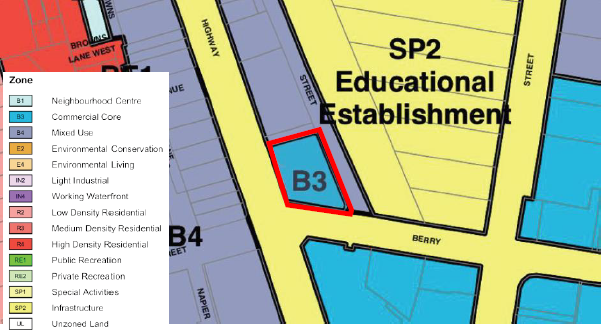 BROWNS
BROWNS
LANE WEST
HIGHWAY
STREET
STREET
SP2
Educational
Establishment
B3
BERRY
B4
NAPIER
Zone
B1 Neighbourhood Centre
B3 Commercial Core
B4 Mixed Use
E2 Environmental Conservation
E4 Environmental Living
IN2 Light Industrial
IN4 Working Waterfront
R2 Low Density Residential
R3 Medium Density Residential
R4 High Density Residential
RE1 Public Recreation
RE2 Private Recreation
SP1 Special Activities
SP2 Infrastructure
UL Unzoned Land